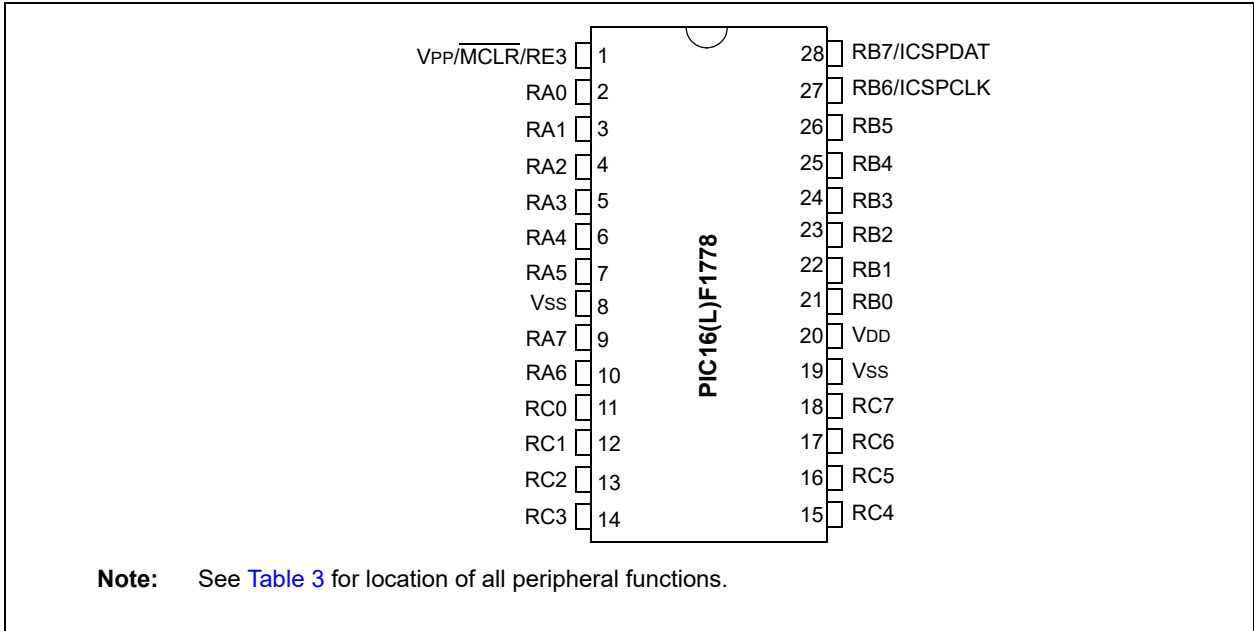 VPP/MCLR/RE3 1 28 RB7/ICSPDAT
RA0 2 27 RB6/ICSPCLK
RA1 3 26 RB5
RA2 4 25 RB4
RA3 5 24 RB3
RA4 6 23 RB2
RA5 7 22 RB1
VSS 8 21 RB0
RA7 9 20 VDD
RA6 10 19 VSS
RC0 11 18 RC7
RC1 12 17 RC6
RC2 13 16 RC5
RC3 14 15 RC4
PIC16(L)F1778
Note: See Table 3 for location of all peripheral functions.